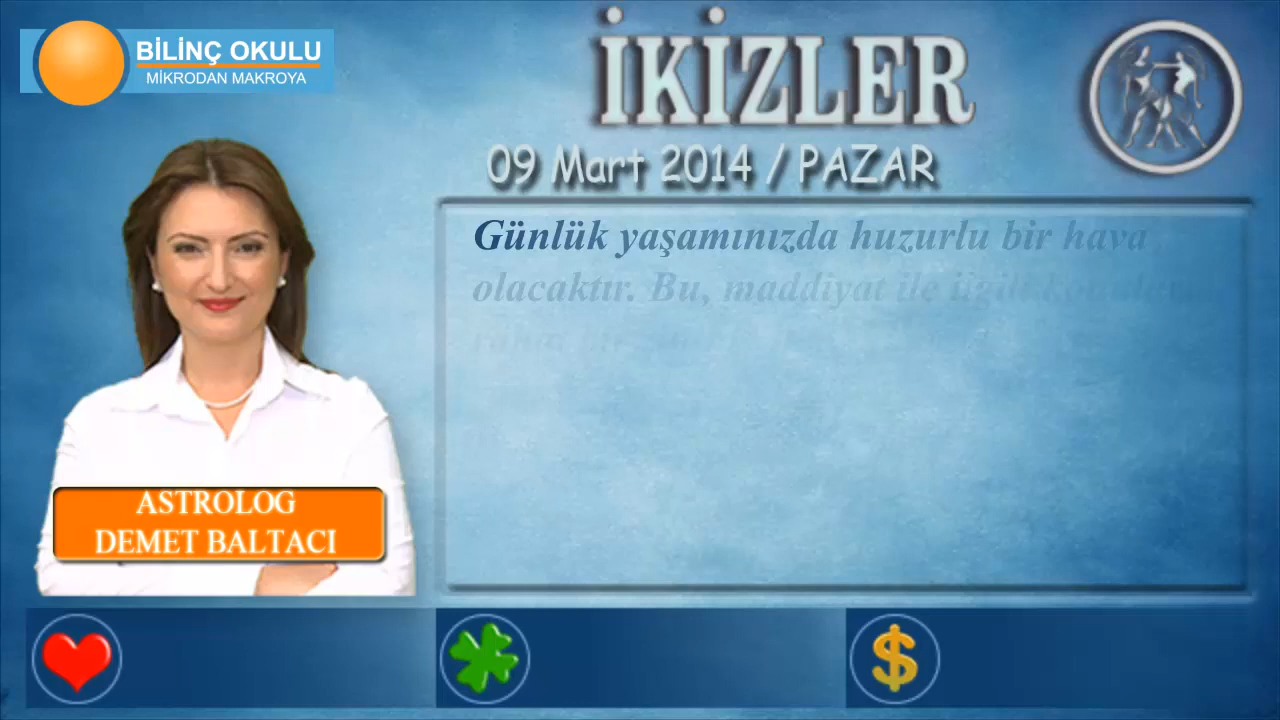 BİLİNÇ OKULU
MİKRODAN MAKROYA
İKİZLER
09 Mart 2014 / PAZAR
Günlük yaşamınızda huzurlu bir hava
olacaktır. Bu, maddiyat ile ilgili
ASTROLOG
DEMET BALTACI